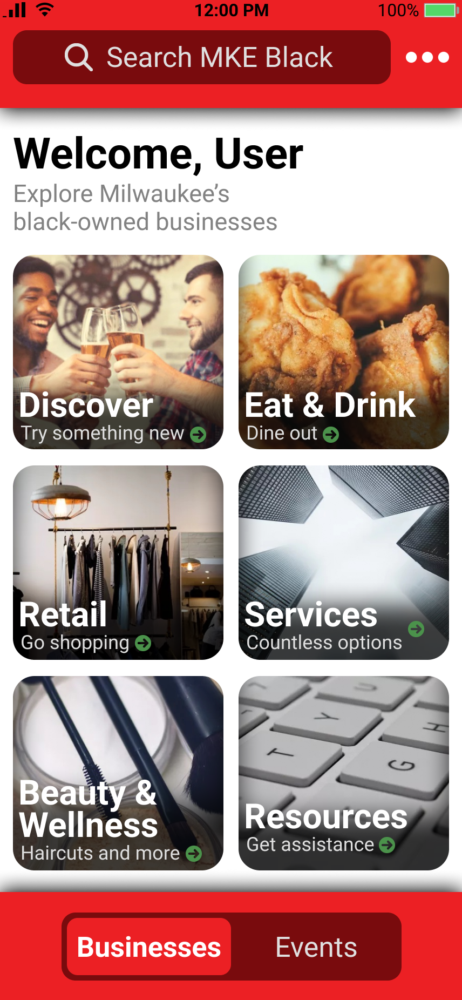 12:00 PM
100%
Search MKE Black
Welcome, User
Explore Milwaukee’s
black-owned businesses
Discover
Try something new
Eat & Drink
Dine out
Retail
Go shopping
Services
Countless options
Beauty &
Wellness
Haircuts and more
Y
U
H
T
G
Resources
Get assistance
Businesses
Events